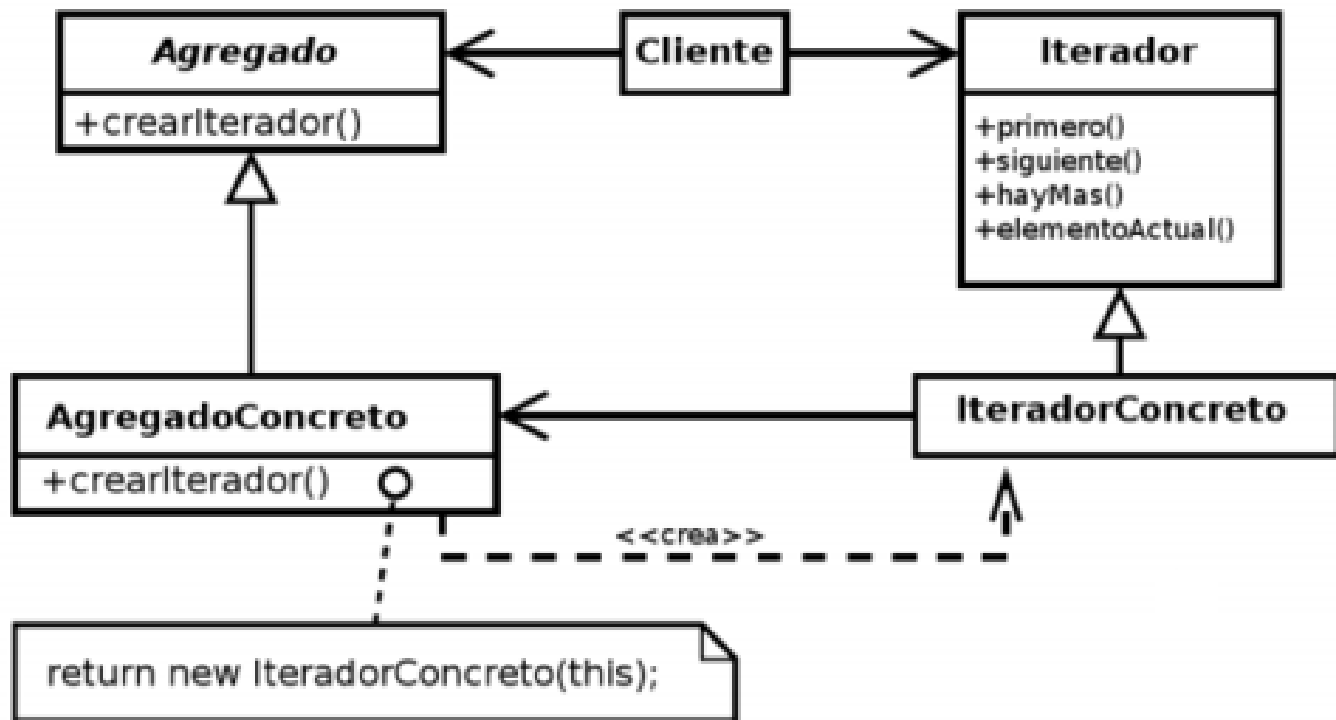 Agregado
+crearIterador()
Cliente
Iterador
+primero()
+siguiente()
+hayMas()
+elementoActual()
AgregadoConcreto
+crearIterador()
IteradorConcreto
<<crea>>
return new IteradorConcreto(this);